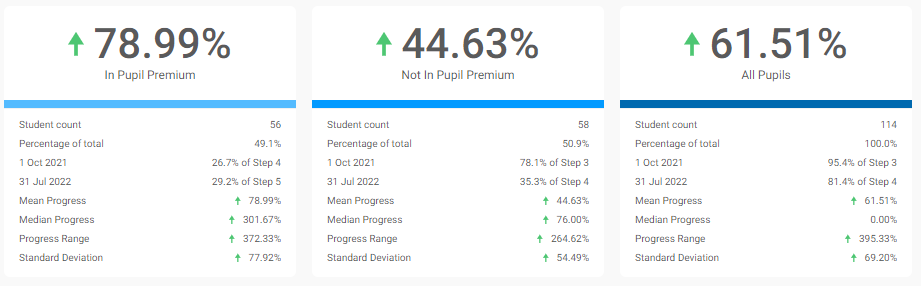 78.99%
In Pupil Premium
Student count 56
Percentage of total 49.1%
1 Oct 2021 26.7% of Step 4
31 Jul 2022 29.2% of Step 5
Mean Progress 78.99%
Median Progress 301.67%
Progress Range 372.33%
Standard Deviation 77.92%
44.63%
Not In Pupil Premium
Student count 58
Percentage of total 50.9%
1 Oct 2021 78.1% of Step 3
31 Jul 2022 35.3% of Step 4
Mean Progress 44.63%
Median Progress 76.00%
Progress Range 264.62%
Standard Deviation 54.49%
61.51%
All Pupils
Student count 114
Percentage of total 100.0%
1 Oct 2021 95.4% of Step 3
31 Jul 2022 81.4% of Step 4
Mean Progress 61.51%
Median Progress 0.00%
Progress Range 395.33%
Standard Deviation 69.20%